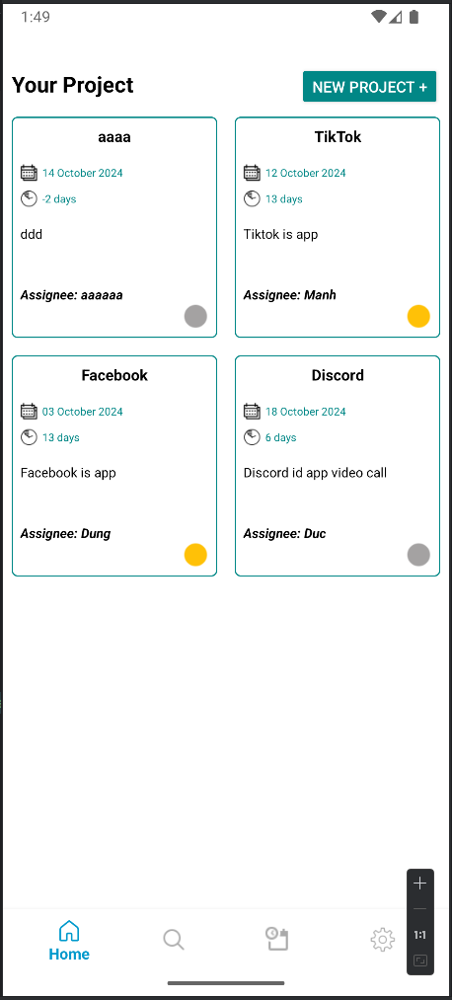 1:49
Your Project
NEW PROJECT +
aaaa
14 October 2024
-2 days
ddd
Assignee: aaaaaa
TikTok
12 October 2024
13 days
Tiktok is app
Assignee: Manh
Facebook
03 October 2024
13 days
Facebook is app
Assignee: Dung
Discord
18 October 2024
6 days
Discord id app video call
Assignee: Duc
1:1
Home